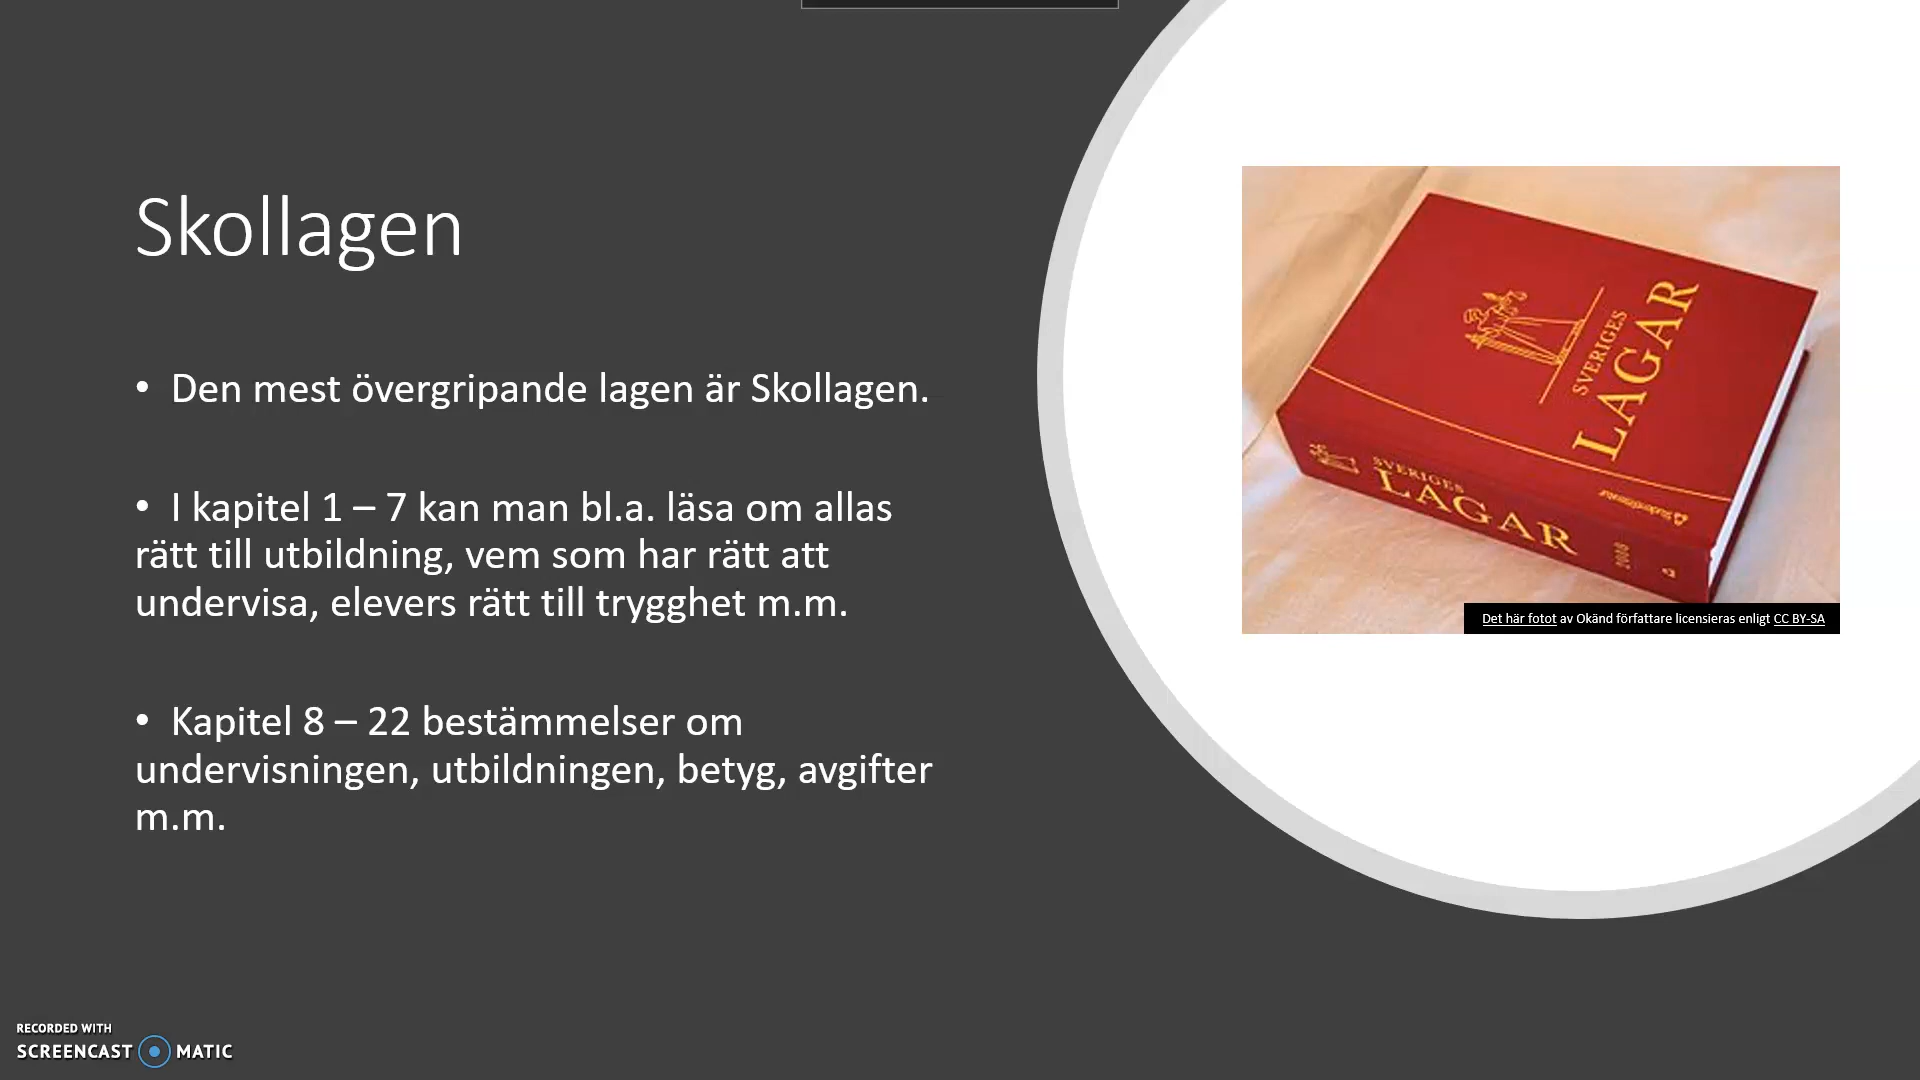 Skollagen
• Den mest övergripande lagen är Skollagen.
• I kapitel 1 – 7 kan man bl.a. läsa om allas
rätt till utbildning, vem som har rätt att
undervisa, elevers rätt till trygghet m.m.
• Kapitel 8 – 22 bestämmelser om
undervisningen, utbildningen, betyg, avgifter
m.m.
SVERIGES
LAGAR
SVERIGES
LAGAR
Studentlitteratur
Det här fotot av Okänd författare licensieras enligt CC BY-SA
RECORDED WITH
SCREENCAST MATIC